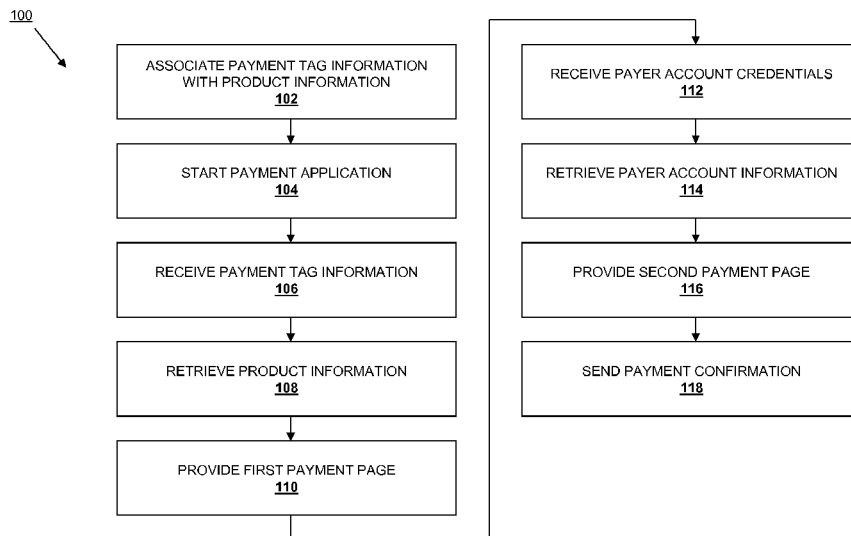 100
ASSOCIATE PAYMENT TAG INFORMATION
WITH PRODUCT INFORMATION
102
START PAYMENT APPLICATION
104
RECEIVE PAYMENT TAG INFORMATION
106
RETRIEVE PRODUCT INFORMATION
108
PROVIDE FIRST PAYMENT PAGE
110
RECEIVE PAYER ACCOUNT CREDENTIALS
112
RETRIEVE PAYER ACCOUNT INFORMATION
114
PROVIDE SECOND PAYMENT PAGE
116
SEND PAYMENT CONFIRMATION
118